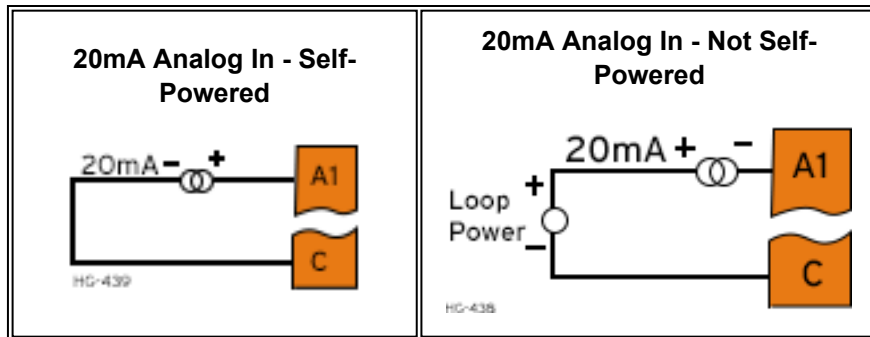 20mA Analog In - Self-
Powered
20mA - +
A1
C
HG-439
20mA Analog In - Not Self-
Powered
20mA + -
A1
+
Loop
Power
-
C
HG-438